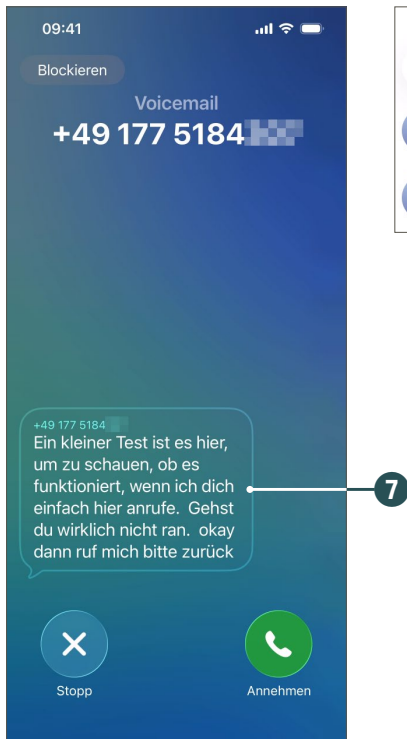 09:41
Blockieren
Voicemail
+49 177 5184
+49 177 5184
Ein kleiner Test ist es hier,
um zu schauen, ob es
funktioniert, wenn ich dich
einfach hier anrufe. Gehst
du wirklich nicht ran. okay
dann ruf mich bitte zurück
7
Stopp
Annehmen